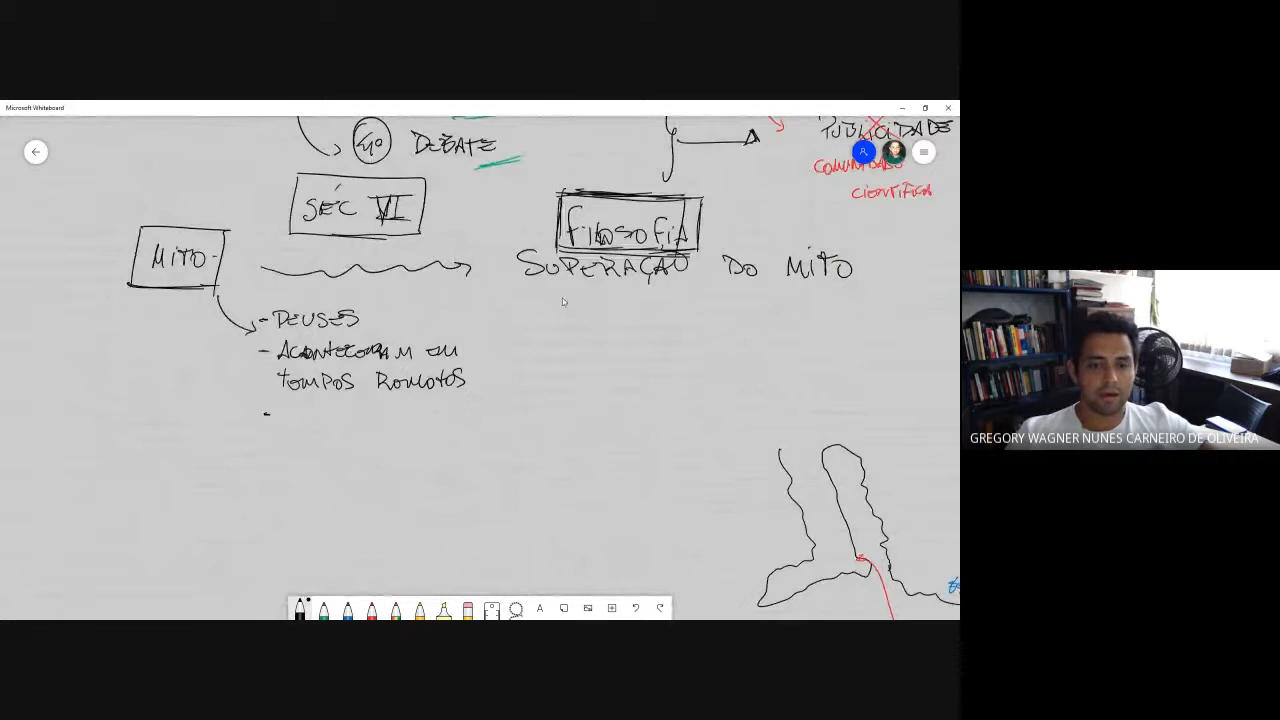 Microsoft Whiteboard
4º DEBATE
PUBLICIDADE
COMUNIDADE
CIENTÍFICA
SÉC VI
FILOSOFIA
MITO
SUPERAÇÃO DO MITO
- DEUSES
- ACONTECERAM EM
TEMPOS REMOTOS
-
GREGORY WAGNER NUNES CARNEIRO DE OLIVEIRA